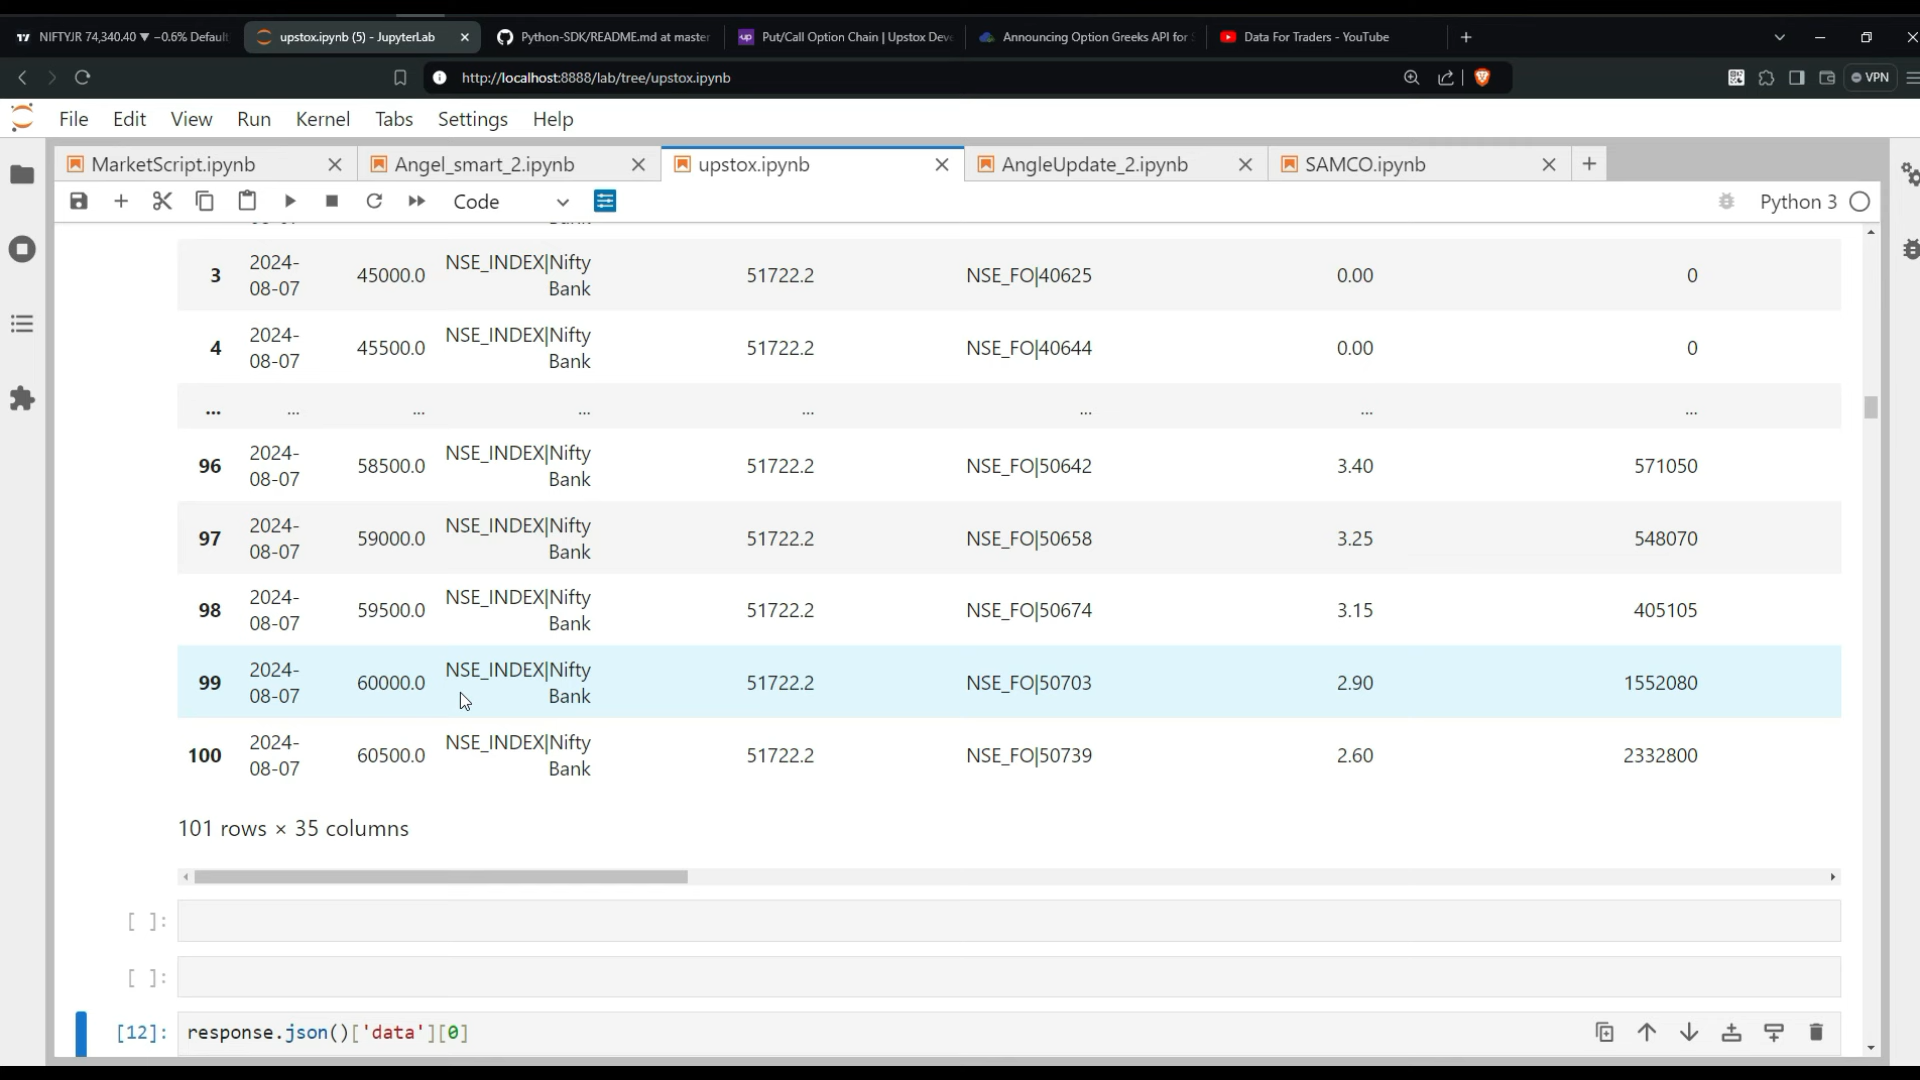 NIFTYJR 74,340.40 ▼ −0.6% Default
upstox.ipynb (5) - JupyterLab
Python-SDK/README.md at master
Put/Call Option Chain | Upstox Dev
Announcing Option Greeks API for
Data For Traders - YouTube
http://localhost:8888/lab/tree/upstox.ipynb
VPN
File Edit View Run Kernel Tabs Settings Help
MarketScript.ipynb
Angel_smart_2.ipynb
upstox.ipynb
AngleUpdate_2.ipynb
SAMCO.ipynb
Code
Python 3
3 2024-08-07 45000.0 NSE_INDEX|Nifty Bank 51722.2 NSE_FO|40625 0.00 0
4 2024-08-07 45500.0 NSE_INDEX|Nifty Bank 51722.2 NSE_FO|40644 0.00 0
... ... ... ... ... ... ... ...
96 2024-08-07 58500.0 NSE_INDEX|Nifty Bank 51722.2 NSE_FO|50642 3.40 571050
97 2024-08-07 59000.0 NSE_INDEX|Nifty Bank 51722.2 NSE_FO|50658 3.25 548070
98 2024-08-07 59500.0 NSE_INDEX|Nifty Bank 51722.2 NSE_FO|50674 3.15 405105
99 2024-08-07 60000.0 NSE_INDEX|Nifty Bank 51722.2 NSE_FO|50703 2.90 1552080
100 2024-08-07 60500.0 NSE_INDEX|Nifty Bank 51722.2 NSE_FO|50739 2.60 2332800
101 rows × 35 columns
[ ]:
[ ]:
[12]: response.json()['data'][0]